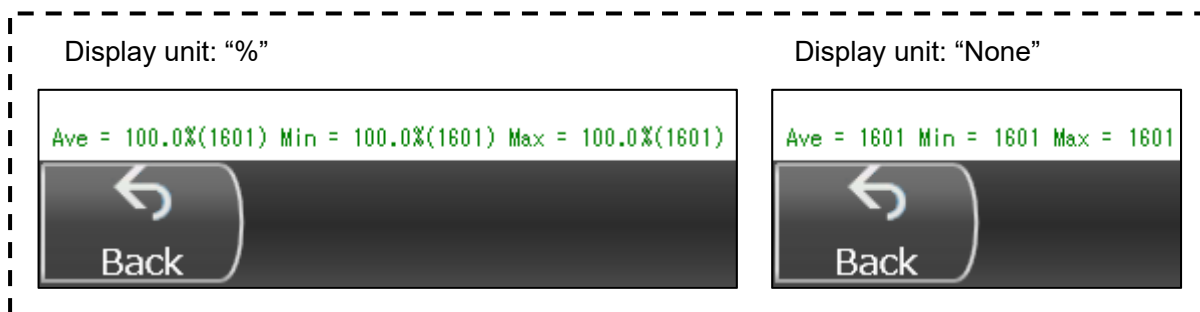 Display unit: “%”
Ave = 100.0%(1601) Min = 100.0%(1601) Max = 100.0%(1601)
Back
Display unit: “None”
Ave = 1601 Min = 1601 Max = 1601
Back